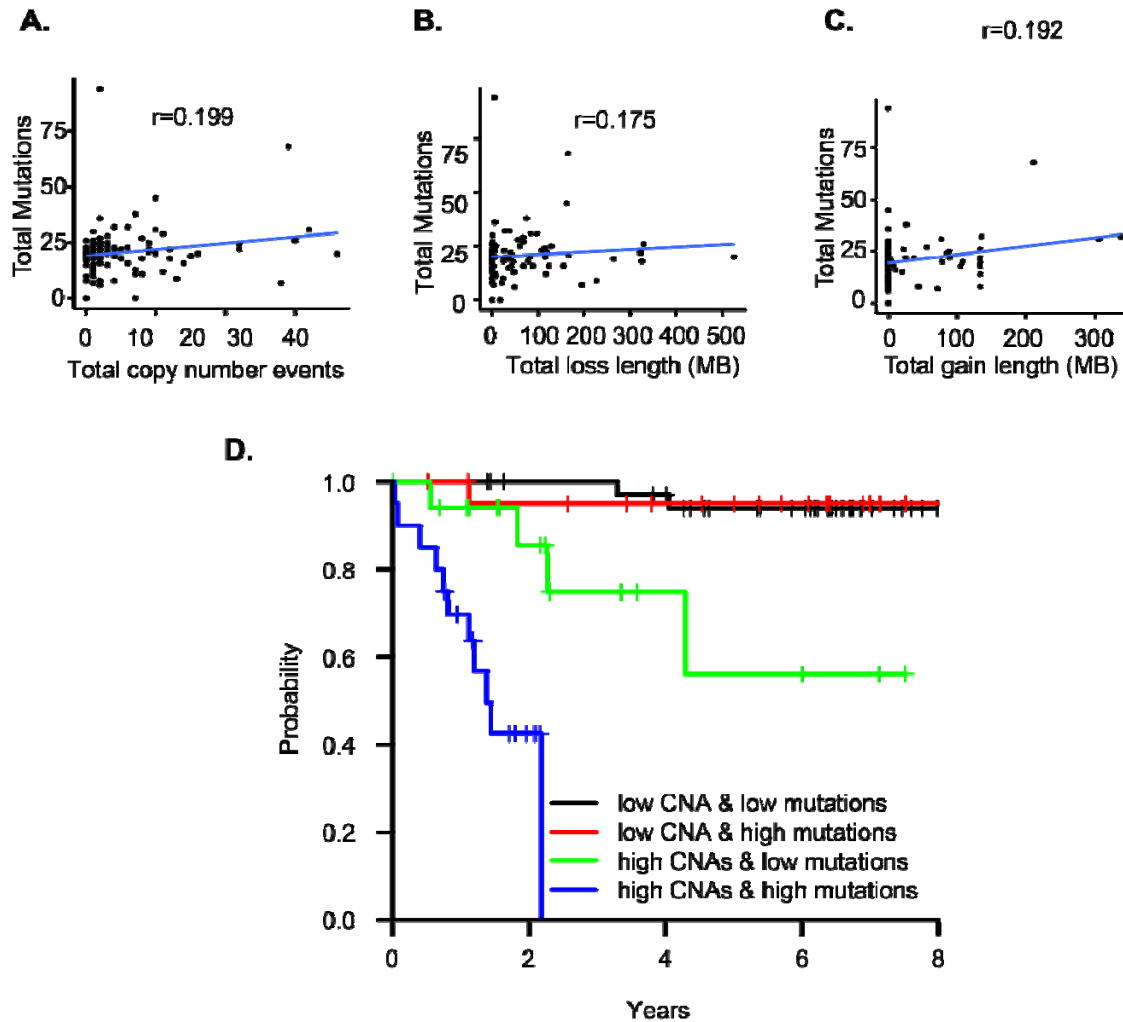 A.
r=0.199
Total Mutations
75
50
25
0
0 10 20 30 40
Total copy number events
B.
r=0.175
Total Mutations
75
50
25
0
0 100 200 300 400 500
Total loss length (MB)
C.
r=0.192
Total Mutations
75
50
25
0
0 100 200 300
Total gain length (MB)
D.
Probability
1.0
0.8
0.6
0.4
0.2
0.0
low CNA & low mutations
low CNA & high mutations
high CNAs & low mutations
high CNAs & high mutations
0 2 4 6 8
Years